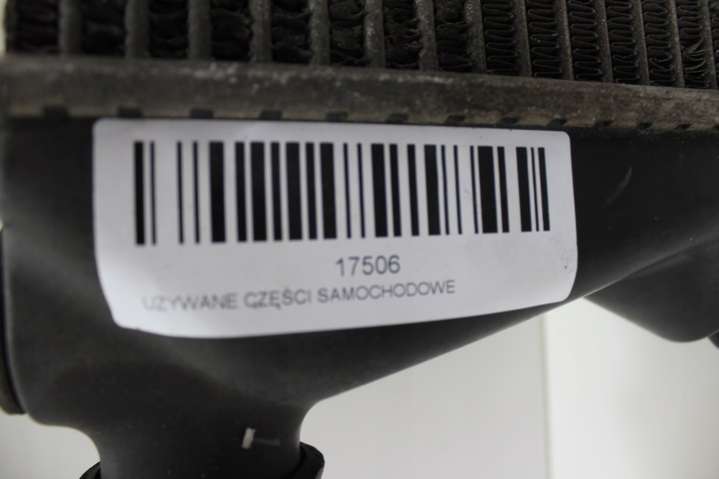 17506
UŻYWANE CZĘŚCI SAMOCHODOWE